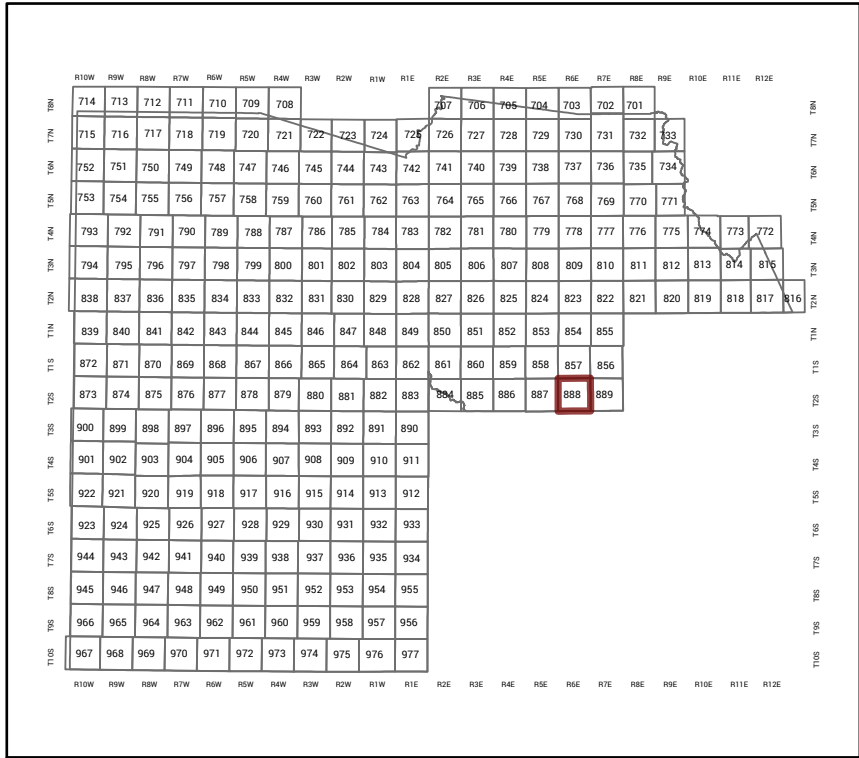 R10W R9W R8W R7W R6W R5W R4W R3W R2W R1W R1E R2E R3E R4E R5E R6E R7E R8E R9E R10E R11E R12E
T8N 714 713 712 711 710 709 708 707 706 705 704 703 702 701 T8N
T7N 715 716 717 718 719 720 721 722 723 724 725 726 727 728 729 730 731 732 733 T7N
T6N 752 751 750 749 748 747 746 745 744 743 742 741 740 739 738 737 736 735 734 T6N
T5N 753 754 755 756 757 758 759 760 761 762 763 764 765 766 767 768 769 770 771 T5N
T4N 793 792 791 790 789 788 787 786 785 784 783 782 781 780 779 778 777 776 775 774 773 772 T4N
T3N 794 795 796 797 798 799 800 801 802 803 804 805 806 807 808 809 810 811 812 813 814 815 T3N
T2N 838 837 836 835 834 833 832 831 830 829 828 827 826 825 824 823 822 821 820 819 818 817 816 T2N
T1N 839 840 841 842 843 844 845 846 847 848 849 850 851 852 853 854 855 T1N
T1S 872 871 870 869 868 867 866 865 864 863 862 861 860 859 858 857 856 T1S
T2S 873 874 875 876 877 878 879 880 881 882 883 884 885 886 887 888 889 T2S
T3S 900 899 898 897 896 895 894 893 892 891 890 T3S
T4S 901 902 903 904 905 906 907 908 909 910 911 T4S
T5S 922 921 920 919 918 917 916 915 914 913 912 T5S
T6S 923 924 925 926 927 928 929 930 931 932 933 T6S
T7S 944 943 942 941 940 939 938 937 936 935 934 T7S
T8S 945 946 947 948 949 950 951 952 953 954 955 T8S
T9S 966 965 964 963 962 961 960 959 958 957 956 T9S
T10S 967 968 969 970 971 972 973 974 975 976 977 T10S
R10W R9W R8W R7W R6W R5W R4W R3W R2W R1W R1E R2E R3E R4E R5E R6E R7E R8E R9E R10E R11E R12E